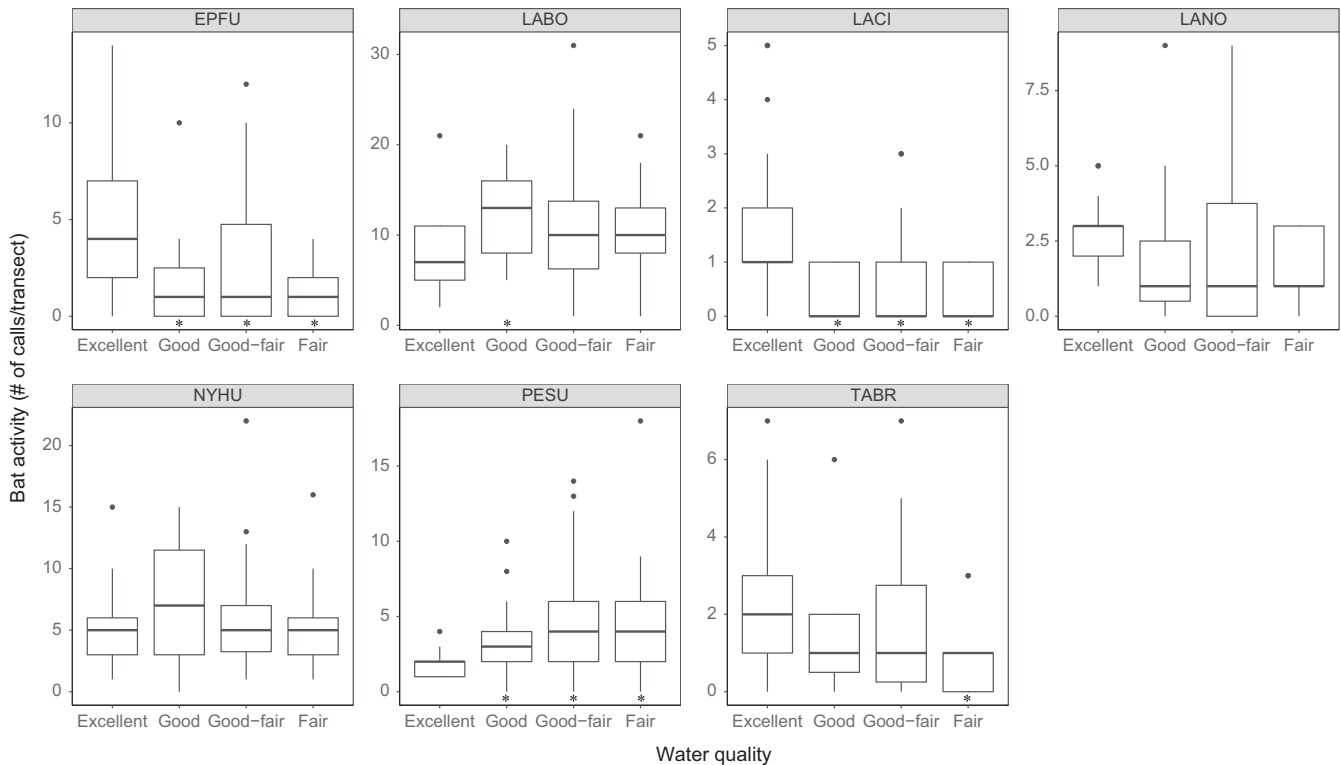 EPFU LABO LACI LANO
10
5
0
30
20
10
0
5
4
3
2
1
0
7.5
5.0
2.5
0.0
* * *
*
* * *
Excellent Good Good−fair Fair
Excellent Good Good−fair Fair
Excellent Good Good−fair Fair
Excellent Good Good−fair Fair
Bat activity (# of calls/transect)
NYHU PESU TABR
20
15
10
5
0
15
10
5
0
6
4
2
0
* * *
*
Excellent Good Good−fair Fair
Excellent Good Good−fair Fair
Excellent Good Good−fair Fair
Water quality